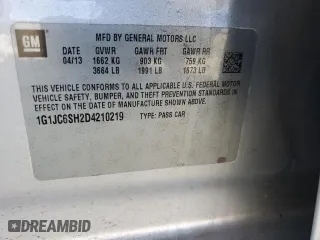 GM
MFD BY GENERAL MOTORS LLC
04/13 GVWR GAWR FRT GAWR RR
1662 KG 903 KG 759 KG
3664 LB 1991 LB 1673 LB
THIS VEHICLE CONFORMS TO ALL APPLICABLE U.S. FEDERAL MOTOR
VEHICLE SAFETY, BUMPER, AND THEFT PREVENTION STANDARDS IN
EFFECT ON THE DATE OF MANUFACTURE SHOWN ABOVE.
1G1JC6SH2D4210219 TYPE: PASS CAR
DREAMBID